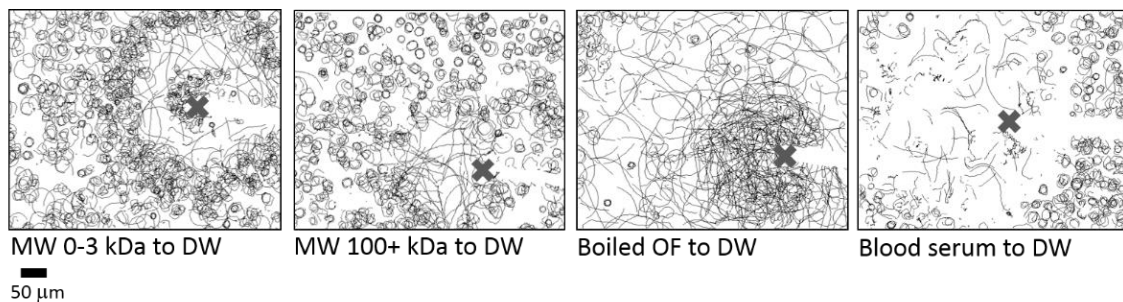 MW 0-3 kDa to DW
MW 100+ kDa to DW
Boiled OF to DW
Blood serum to DW
50 μm